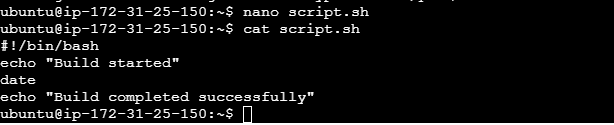 ubuntu@ip-172-31-25-150:~$ nano script.sh
ubuntu@ip-172-31-25-150:~$ cat script.sh
#!/bin/bash
echo "Build started"
date
echo "Build completed successfully"
ubuntu@ip-172-31-25-150:~$